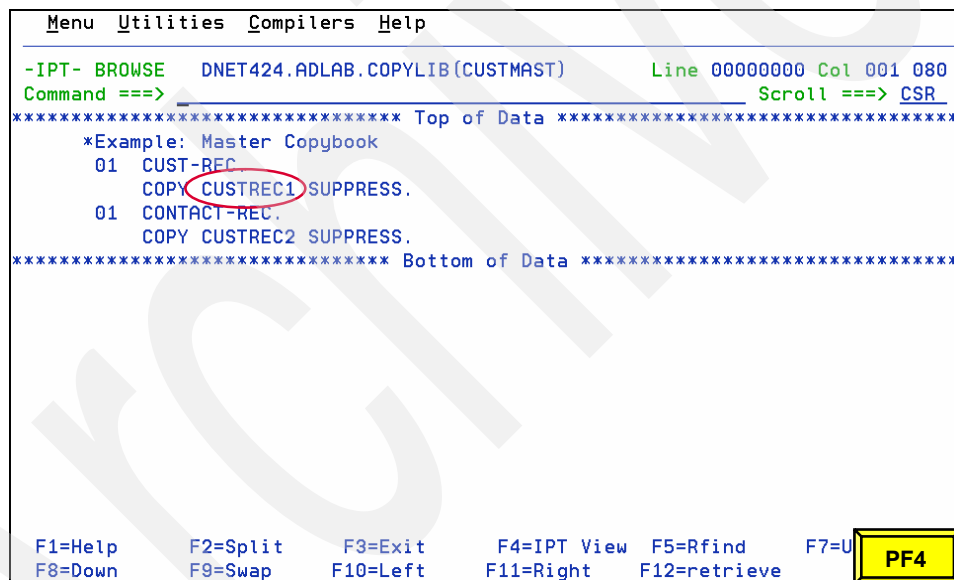 Menu Utilities Compilers Help
-IPT- BROWSE DNET424.ADLAB.COPYLIB(CUSTMAST) Line 00000000 Col 001 080
Command ===> Scroll ===> CSR
********************************* Top of Data **********************************
*Example: Master Copybook
01 CUST-REC.
COPY CUSTREC1 SUPPRESS.
01 CONTACT-REC.
COPY CUSTREC2 SUPPRESS.
******************************** Bottom of Data ********************************
F1=Help F2=Split F3=Exit F4=IPT View F5=Rfind F7=U
F8=Down F9=Swap F10=Left F11=Right F12=retrieve
PF4